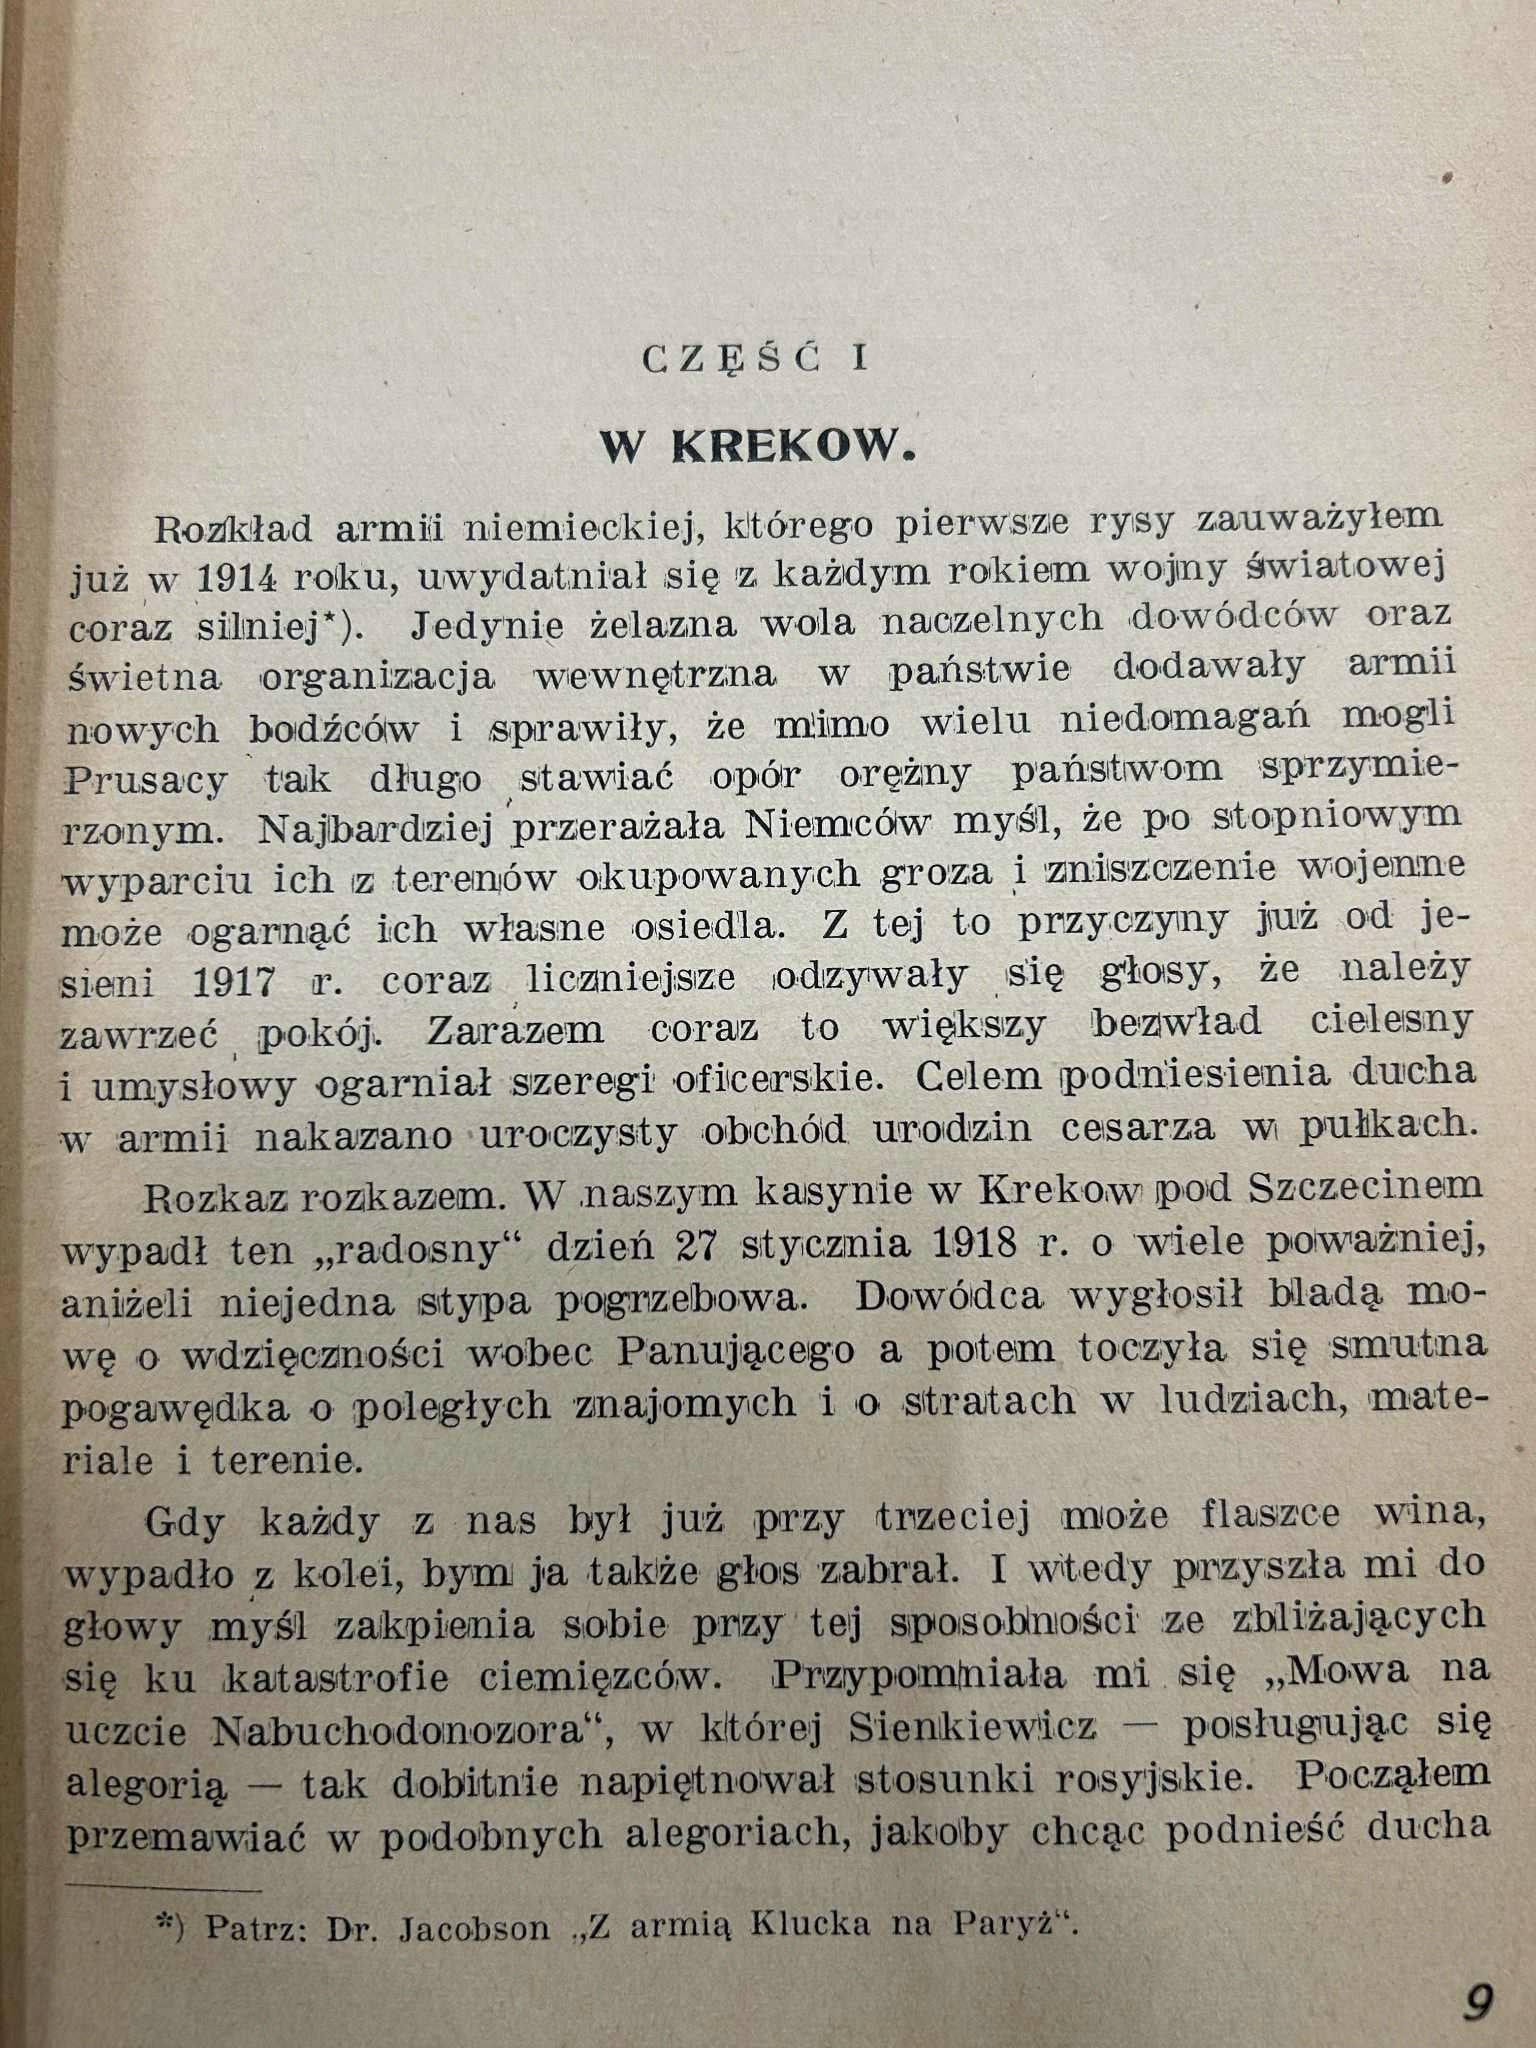 CZĘŚĆ I
W KREKOW.
Rozkład armii niemieckiej, którego pierwsze rysy zauważyłem
już w 1914 roku, uwydatniał się z każdym rokiem wojny światowej
coraz silniej*). Jedynie żelazna wola naczelnych dowódców oraz
świetna organizacja wewnętrzna w państwie dodawały armii
nowych bodźców i sprawiły, że mimo wielu niedomagań mogli
Prusacy tak długo stawiać opór orężny państwom sprzymie-
rzonym. Najbardziej przerażała Niemców myśl, że po stopniowym
wyparciu ich z terenów okupowanych groza i zniszczenie wojenne
może ogarnąć ich własne osiedla. Z tej to przyczyny już od je-
sieni 1917 r. coraz liczniejsze odzywały się głosy, że należy
zawrzeć pokój. Zarazem coraz to większy bezwład cielesny
i umysłowy ogarniał szeregi oficerskie. Celem podniesienia ducha
w armii nakazano uroczysty obchód urodzin cesarza w pułkach.
Rozkaz rozkazem. W naszym kasynie w Krekow pod Szczecinem
wypadł ten „radosny“ dzień 27 stycznia 1918 r. o wiele poważniej,
aniżeli niejedna stypa pogrzebowa. Dowódca wygłosił bladą mo-
wę o wdzięczności wobec Panującego a potem toczyła się smutna
pogawędka o poległych znajomych i o stratach w ludziach, mate-
riale i terenie.
Gdy każdy z nas był już przy trzeciej może flaszce wina,
wypadło z kolei, bym ja także głos zabrał. I wtedy przyszła mi do
głowy myśl zakpienia sobie przy tej sposobności ze zbliżających
się ku katastrofie ciemięzców. Przypomniała mi się „Mowa na
uczcie Nabuchodonozora“, w której Sienkiewicz — posługując się
alegorią — tak dobitnie napiętnował stosunki rosyjskie. Począłem
przemawiać w podobnych alegoriach, jakoby chcąc podnieść ducha
*) Patrz: Dr. Jacobson „Z armią Klucka na Paryż“.
9